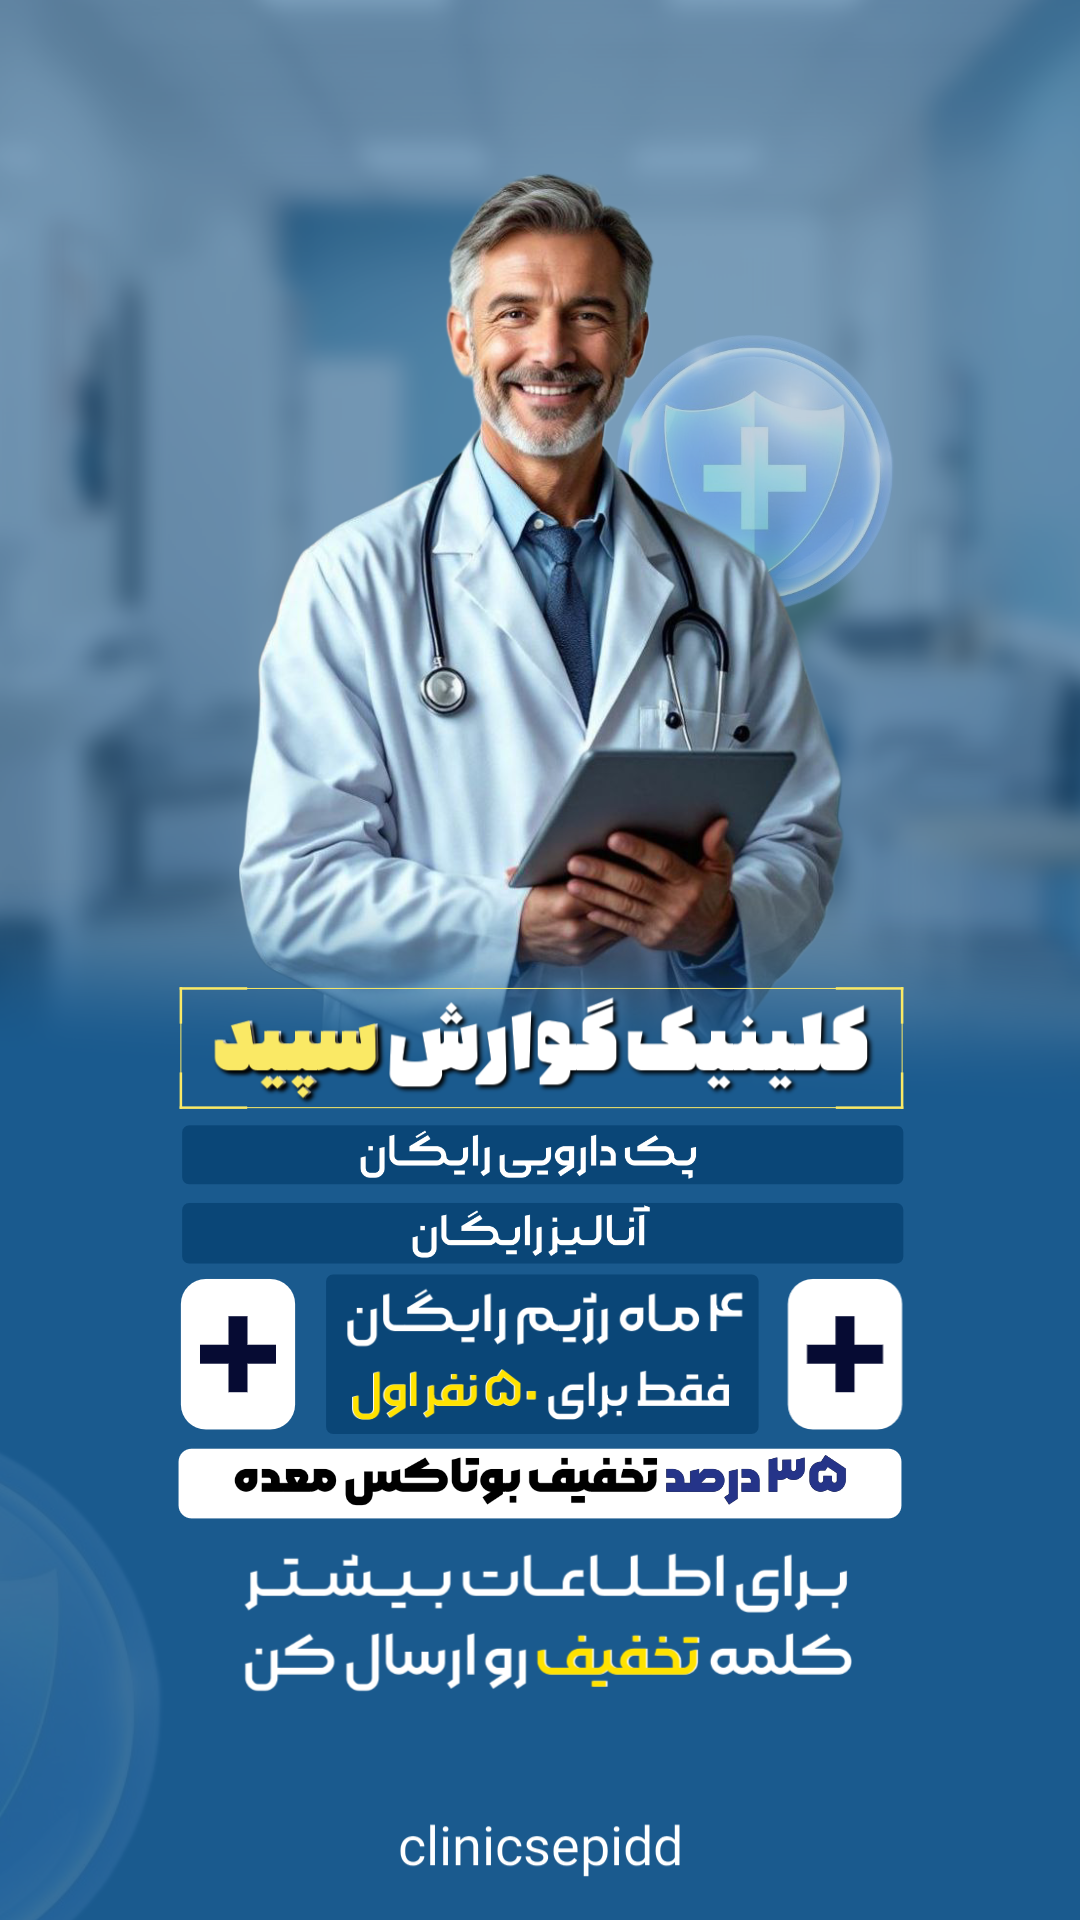 کلینیک گوارش سپید
پک دارویی رایگان
آنالیز رایگان
۴ ماه رژیم رایگان
فقط برای ۵۰ نفر اول
۳۵ درصد تخفیف بوتاکس معده
برای اطلاعات بیشتر
کلمه تخفیف رو ارسال کن
clinicsepidd